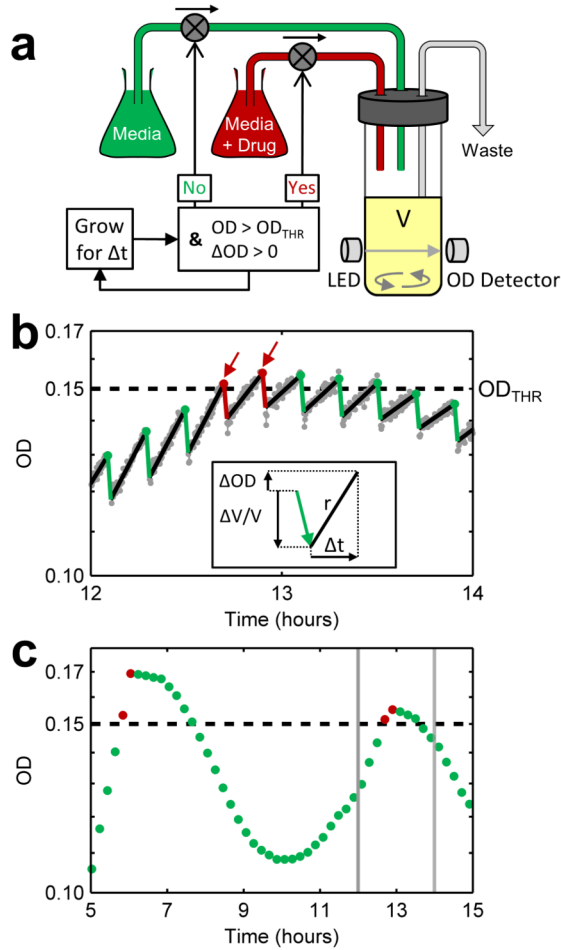 a
Media
Media
+ Drug
Waste
No
Yes
Grow
for Δt
&
OD > OD_THR
ΔOD > 0
V
LED
OD Detector
b
0.17
0.15
0.10
OD
OD_THR
ΔOD
ΔV/V
r
Δt
12
13
14
Time (hours)
c
0.17
0.15
0.10
OD
5
7
9
11
13
15
Time (hours)